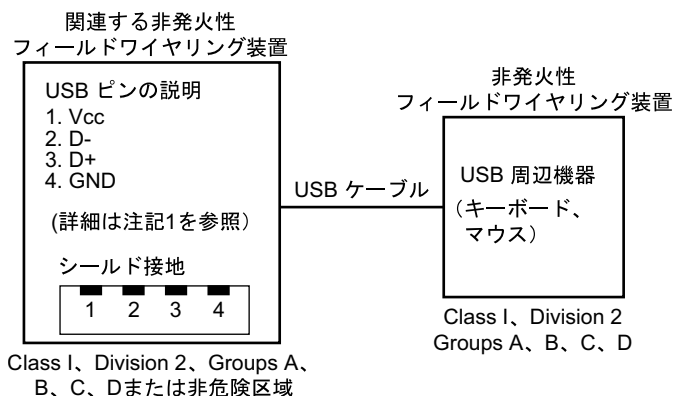 関連する非発火性
フィールドワイヤリング装置
USB ピンの説明
1. Vcc
2. D-
3. D+
4. GND
(詳細は注記1を参照）
シールド接地
1 2 3 4
Class I、Division 2、Groups A、
B、C、Dまたは非危険区域
USB ケーブル
非発火性
フィールドワイヤリング装置
USB 周辺機器
（キーボード、
マウス）
Class I、Division 2
Groups A、B、C、D